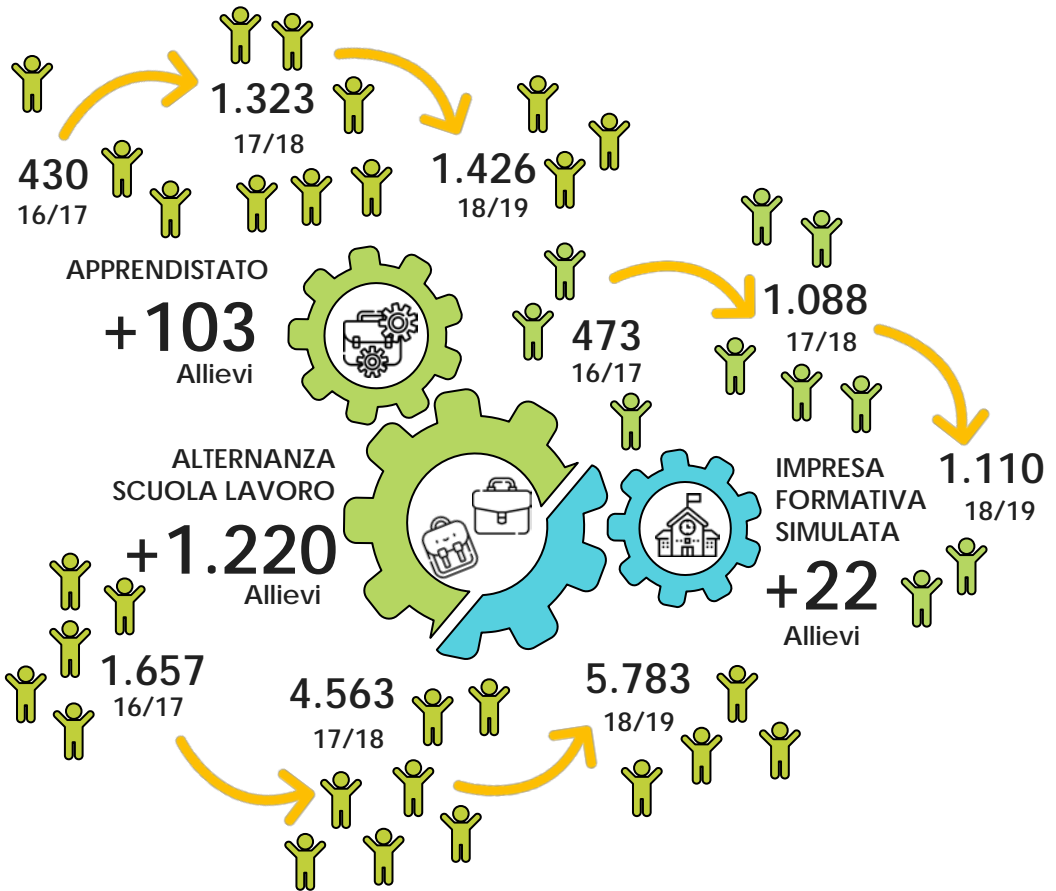 1.323
17/18
430
16/17
1.426
18/19
APPRENDISTATO
+103
Allievi
473
16/17
1.088
17/18
1.110
18/19
ALTERNANZA
SCUOLA LAVORO
+1.220
Allievi
IMPRESA
FORMATIVA
SIMULATA
+22
Allievi
1.657
16/17
4.563
17/18
5.783
18/19